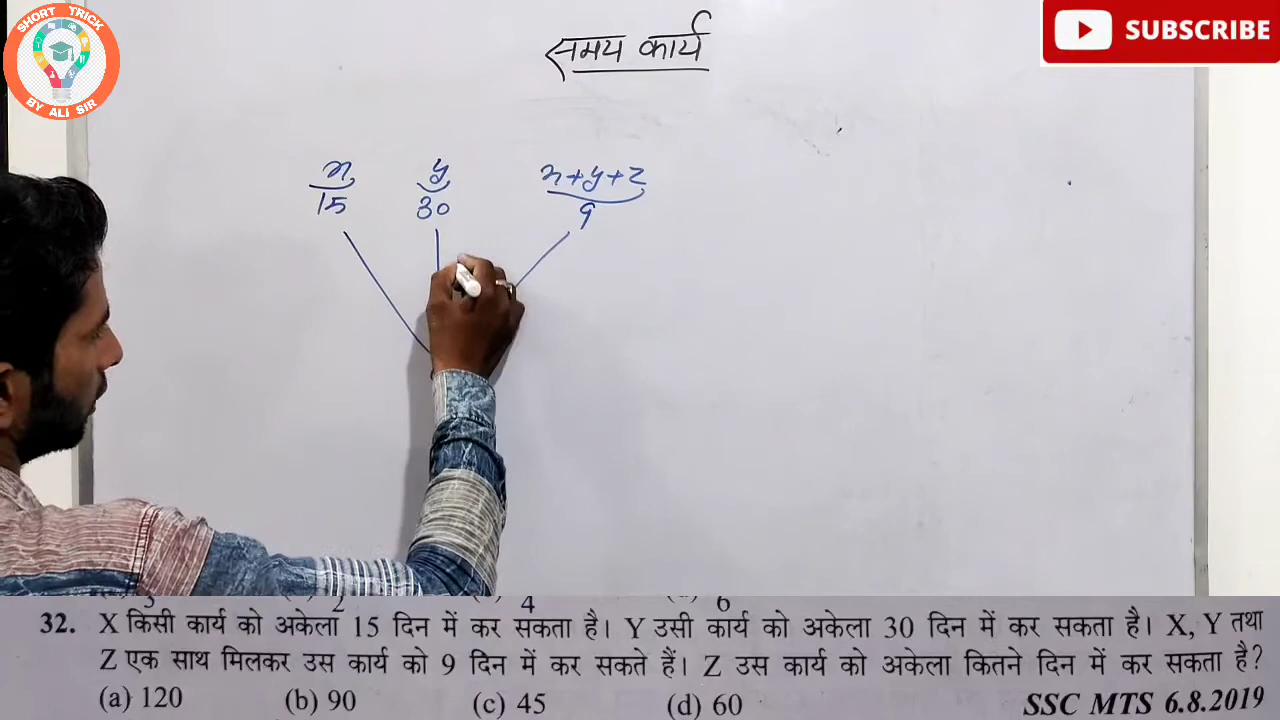 SHORT TRICK
BY ALI SIR
SUBSCRIBE
समय कार्य
x y x+y+z
15 30 9
3 2 4 6
32. X किसी कार्य को अकेला 15 दिन में कर सकता है। Y उसी कार्य को अकेला 30 दिन में कर सकता है। X, Y तथा
Z एक साथ मिलकर उस कार्य को 9 दिन में कर सकते हैं। Z उस कार्य को अकेला कितने दिन में कर सकता है?
(a) 120 (b) 90 (c) 45 (d) 60 SSC MTS 6.8.2019